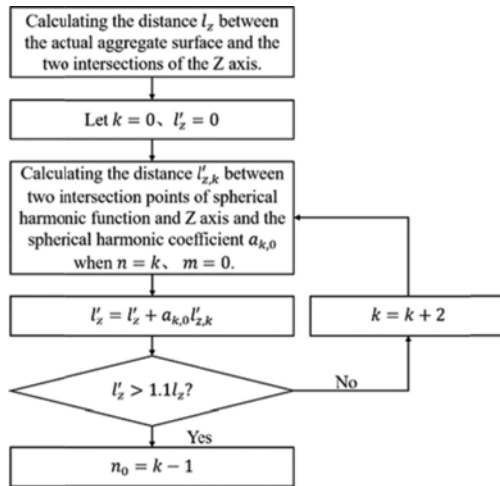 Calculating the distance l_z between
the actual aggregate surface and the
two intersections of the Z axis.
Let k = 0、l′_z = 0
Calculating the distance l′_{z,k} between
two intersection points of spherical
harmonic function and Z axis and the
spherical harmonic coefficient a_{k,0}
when n = k、 m = 0.
l′_z = l′_z + a_{k,0}l′_{z,k}
k = k + 2
l′_z > 1.1l_z?
No
Yes
n_0 = k − 1